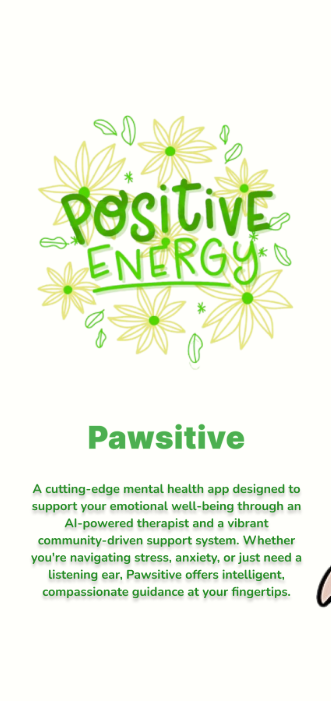 POSITIVE
ENERGY
Pawsitive
A cutting-edge mental health app designed to
support your emotional well-being through an
AI-powered therapist and a vibrant
community-driven support system. Whether
you're navigating stress, anxiety, or just need a
listening ear, Pawsitive offers intelligent,
compassionate guidance at your fingertips.